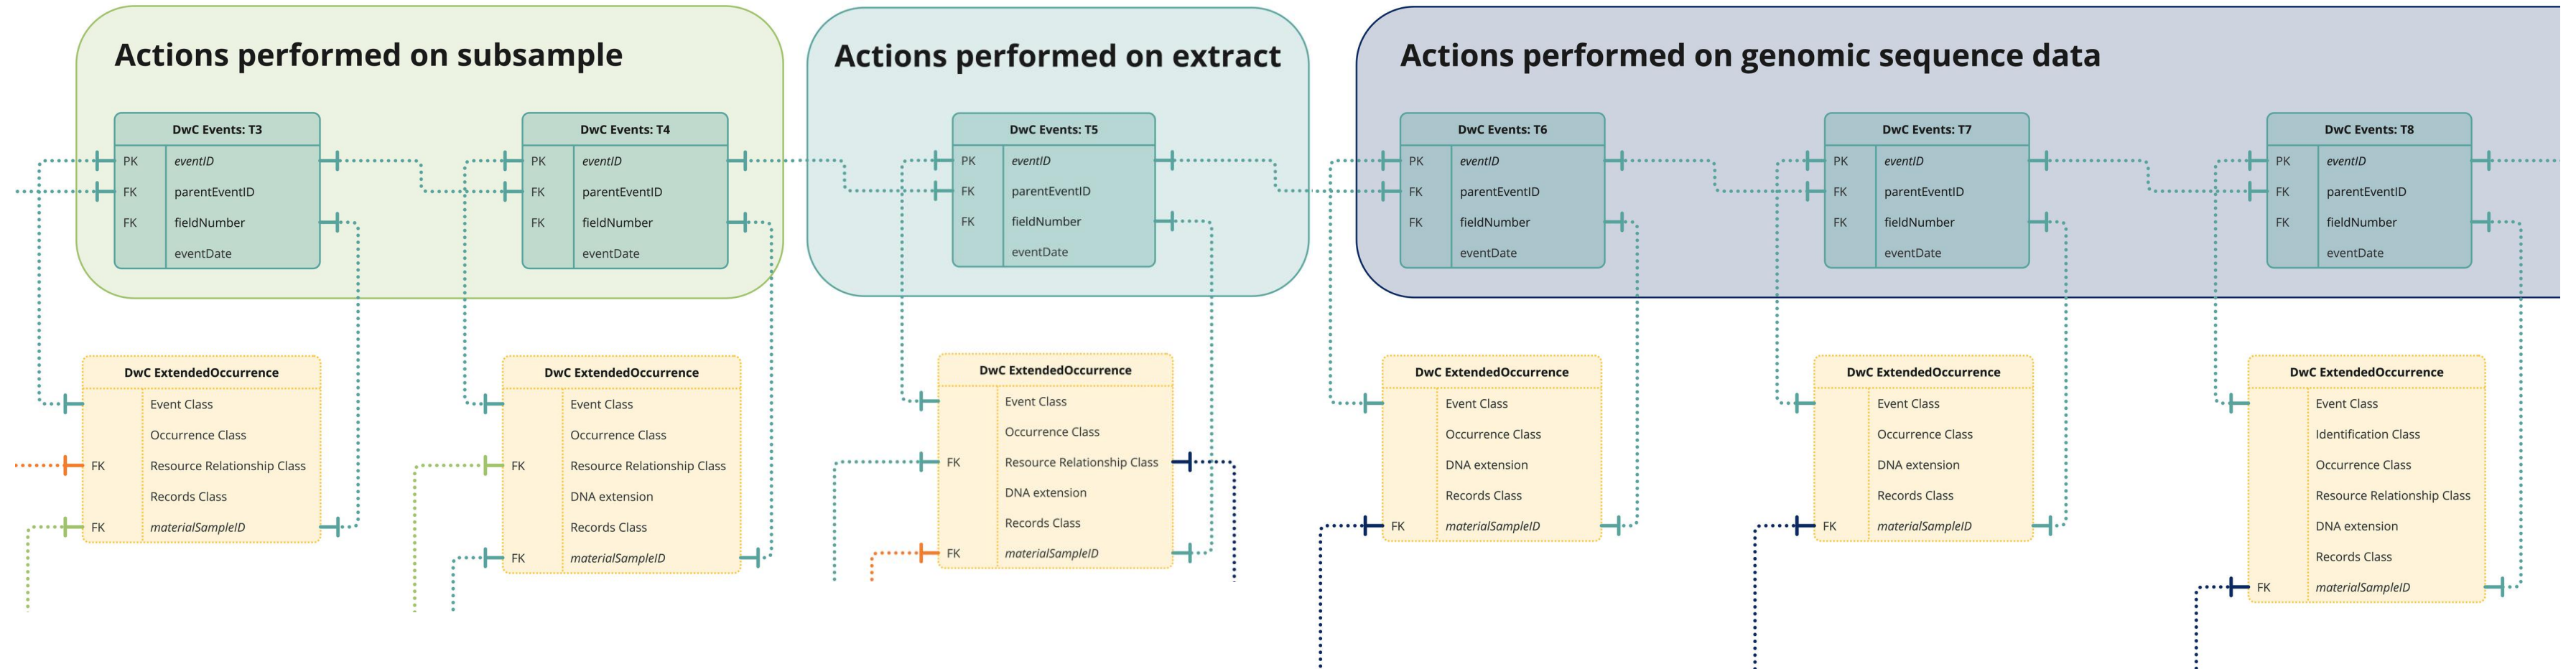 Actions performed on subsample
DwC Events: T3
PK eventID
FK parentEventID
FK fieldNumber
eventDate
DwC Events: T4
PK eventID
FK parentEventID
FK fieldNumber
eventDate
Actions performed on extract
DwC Events: T5
PK eventID
FK parentEventID
FK fieldNumber
eventDate
Actions performed on genomic sequence data
DwC Events: T6
PK eventID
FK parentEventID
FK fieldNumber
eventDate
DwC Events: T7
PK eventID
FK parentEventID
FK fieldNumber
eventDate
DwC Events: T8
PK eventID
FK parentEventID
FK fieldNumber
eventDate
DwC ExtendedOccurrence
Event Class
Occurrence Class
FK Resource Relationship Class
Records Class
FK materialSampleID
DwC ExtendedOccurrence
Event Class
Occurrence Class
FK Resource Relationship Class
DNA extension
Records Class
FK materialSampleID
DwC ExtendedOccurrence
Event Class
Occurrence Class
FK Resource Relationship Class
DNA extension
Records Class
FK materialSampleID
DwC ExtendedOccurrence
Event Class
Occurrence Class
DNA extension
Records Class
FK materialSampleID
DwC ExtendedOccurrence
Event Class
Occurrence Class
DNA extension
Records Class
FK materialSampleID
DwC ExtendedOccurrence
Event Class
Identification Class
Occurrence Class
Resource Relationship Class
DNA extension
Records Class
FK materialSampleID